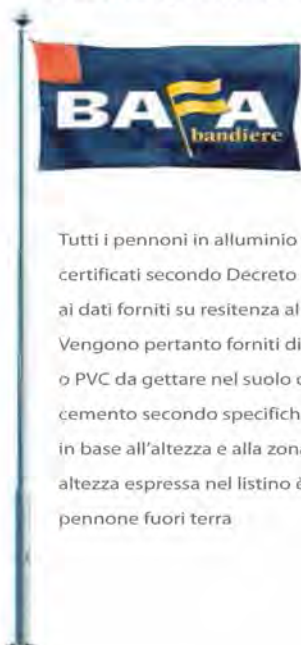 BAFA
bandiere
Tutti i pennoni in alluminio
certificati secondo Decreto
ai dati forniti su resitenza al
Vengono pertanto forniti di
o PVC da gettare nel suolo
cemento secondo specifich
in base all'altezza e alla zona
altezza espressa nel listino è
pennone fuori terra